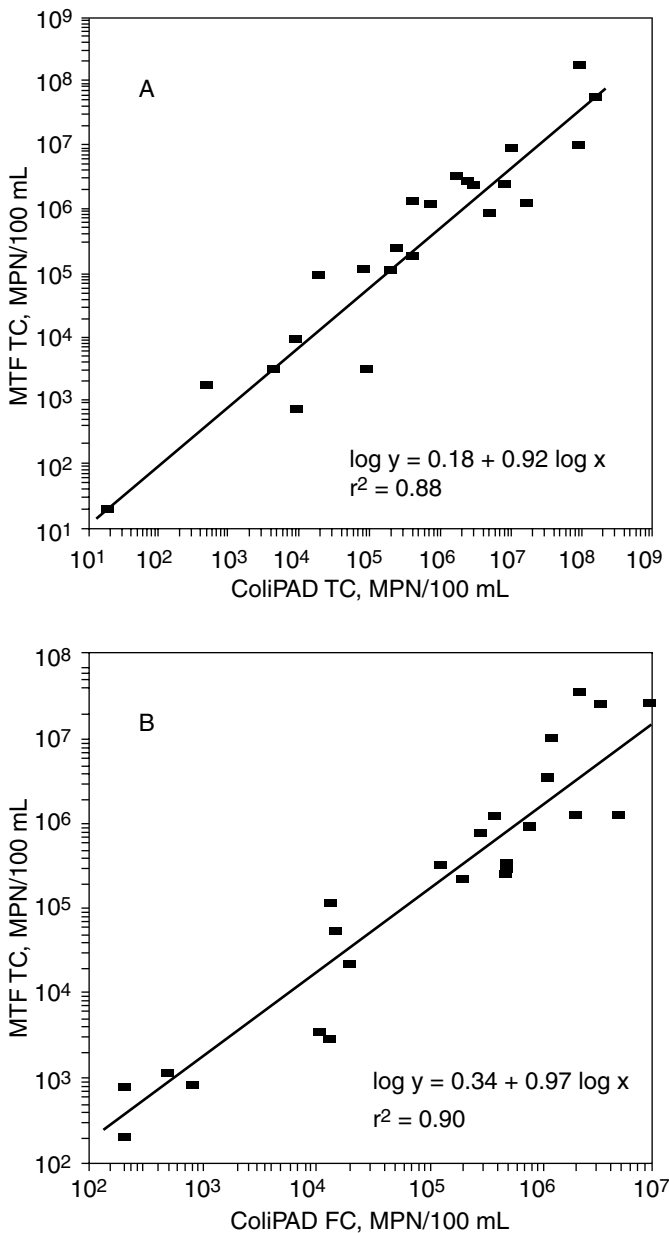 A
10⁹
10⁸
10⁷
10⁶
10⁵
10⁴
10³
10²
10¹
MTF TC, MPN/100 mL
log y = 0.18 + 0.92 log x
r² = 0.88
10¹ 10² 10³ 10⁴ 10⁵ 10⁶ 10⁷ 10⁸ 10⁹
ColiPAD TC, MPN/100 mL
B
10⁸
10⁷
10⁶
10⁵
10⁴
10³
10²
MTF TC, MPN/100 mL
log y = 0.34 + 0.97 log x
r² = 0.90
10² 10³ 10⁴ 10⁵ 10⁶ 10⁷
ColiPAD FC, MPN/100 mL